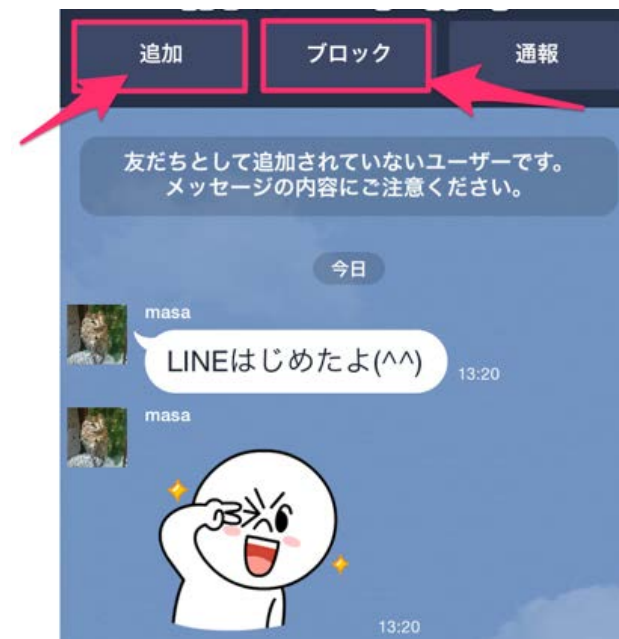 追加 ブロック 通報
友だちとして追加されていないユーザーです。
メッセージの内容にご注意ください。
今日
masa
LINEはじめたよ(^^)
13:20
masa
13:20